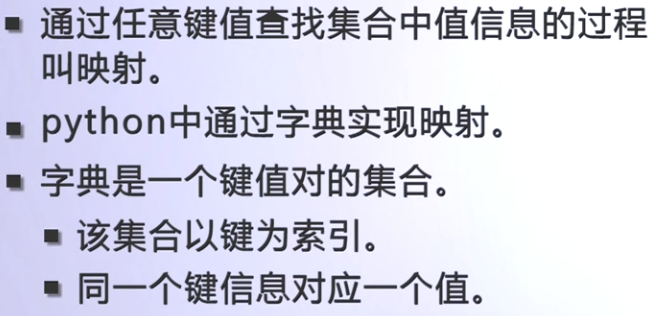 通过任意键值查找集合中值信息的过程
叫映射。
python中通过字典实现映射。
字典是一个键值对的集合。
该集合以键为索引。
同一个键信息对应一个值。